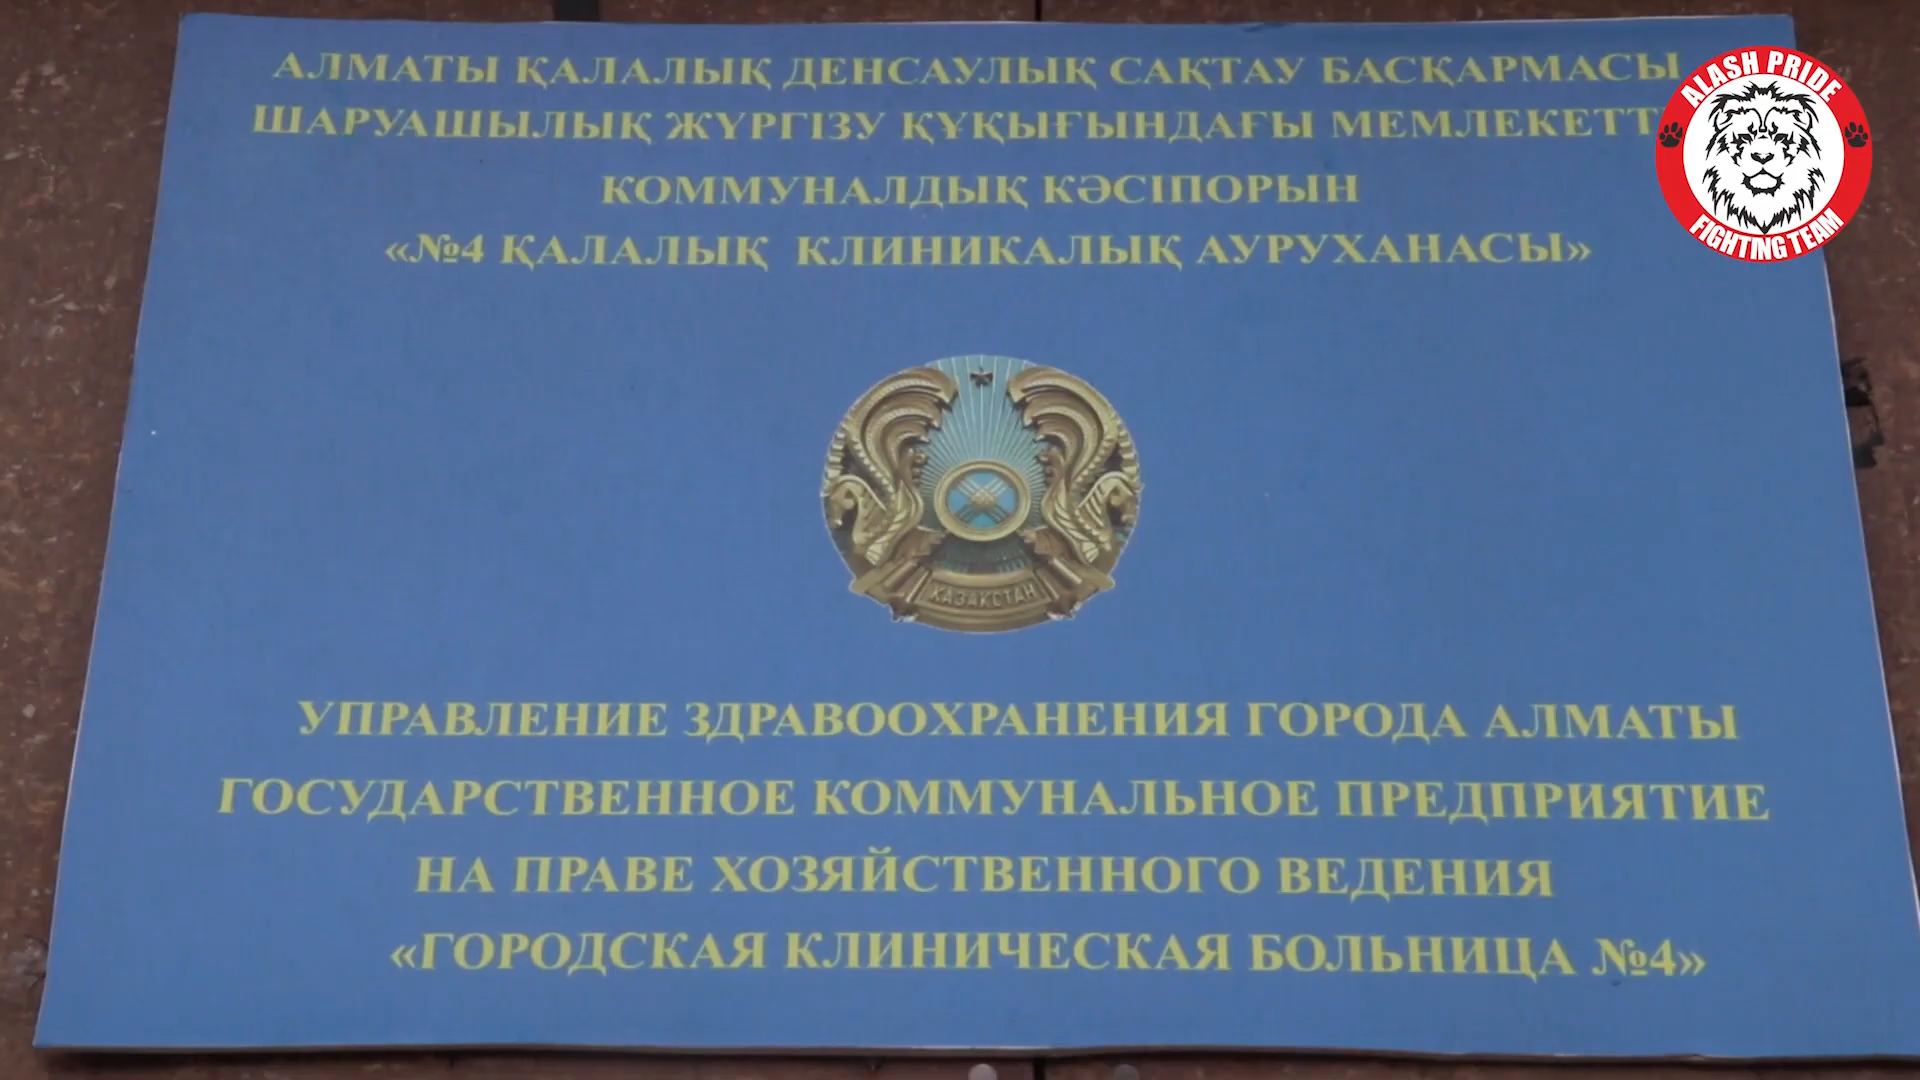 АЛМАТЫ ҚАЛАЛЫҚ ДЕНСАУЛЫҚ САҚТАУ БАСҚАРМАСЫ
ШАРУАШЫЛЫҚ ЖҮРГІЗУ ҚҰҚЫҒЫНДАҒЫ
КОММУНАЛДЫҚ КӘСІПОРЫН
«№4 ҚАЛАЛЫҚ КЛИНИКАЛЫҚ АУРУХАНАСЫ»
ҚАЗАҚСТАН
УПРАВЛЕНИЕ ЗДРАВООХРАНЕНИЯ ГОРОДА АЛМАТЫ
ГОСУДАРСТВЕННОЕ КОММУНАЛЬНОЕ ПРЕДПРИЯТИЕ
НА ПРАВЕ ХОЗЯЙСТВЕННОГО ВЕДЕНИЯ
«ГОРОДСКАЯ КЛИНИЧЕСКАЯ БОЛЬНИЦА №4»
ALASH PRIDE
FIGHTING TEAM